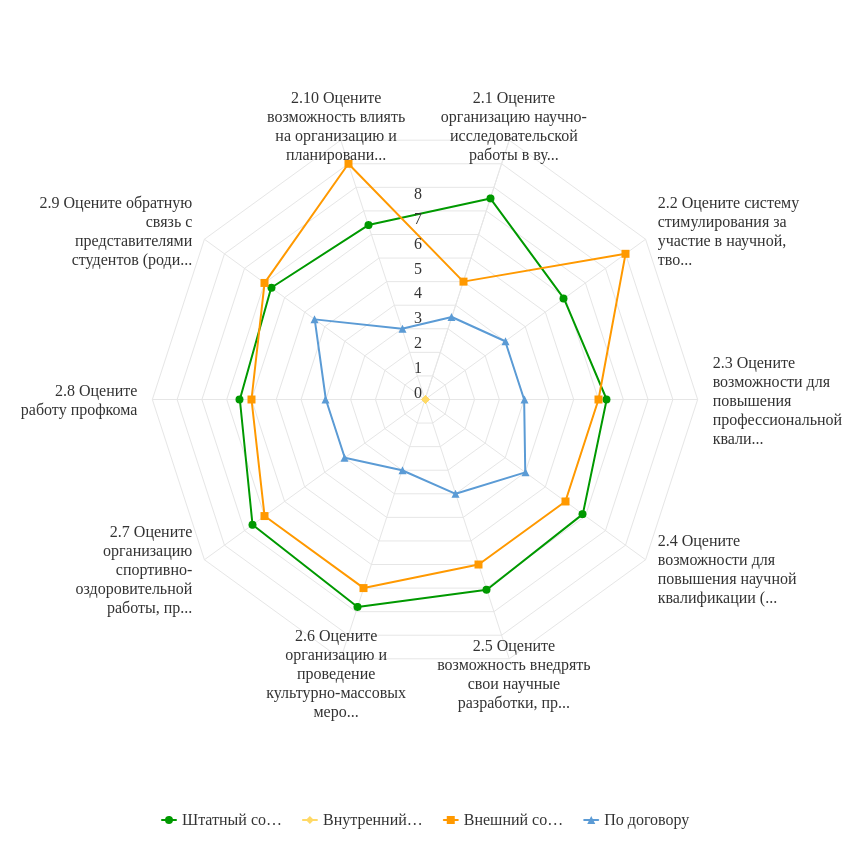 2.10 Оцените
возможность влиять
на организацию и
планировани...
2.1 Оцените
организацию научно-
исследовательской
работы в ву...
2.9 Оцените обратную
связь с
представителями
студентов (роди...
2.2 Оцените систему
стимулирования за
участие в научной,
тво...
8
7
6
5
4
3
2
1
0
2.8 Оцените
работу профкома
2.3 Оцените
возможности для
повышения
профессиональной
квали...
2.7 Оцените
организацию
спортивно-
оздоровительной
работы, пр...
2.4 Оцените
возможности для
повышения научной
квалификации (...
2.6 Оцените
организацию и
проведение
культурно-массовых
меро...
2.5 Оцените
возможность внедрять
свои научные
разработки, пр...
Штатный со… Внутренний… Внешний со… По договору